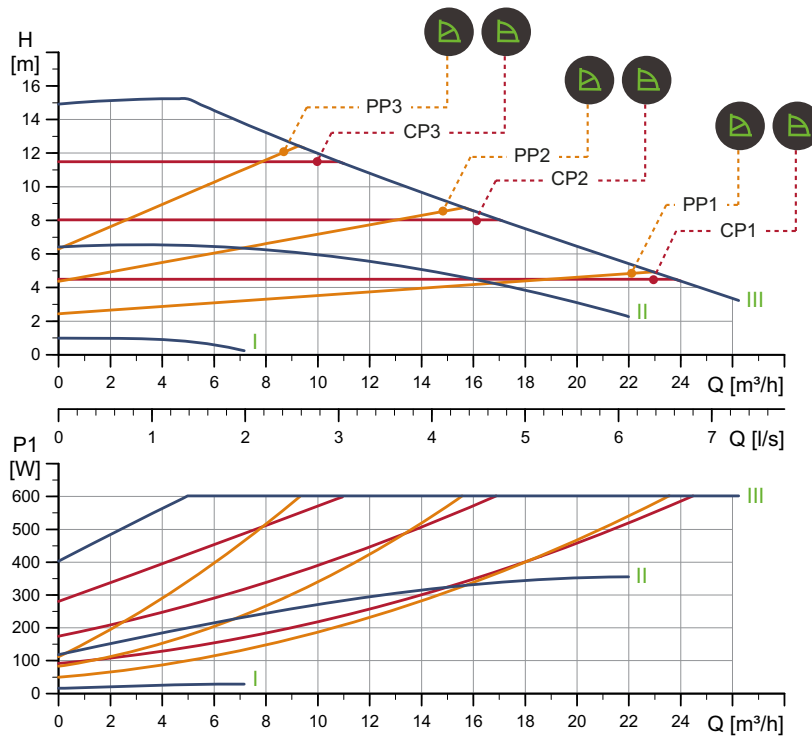 H
[m]
16
14
12
10
8
6
4
2
0
PP3
CP3
PP2
CP2
PP1
CP1
III
II
I
0 2 4 6 8 10 12 14 16 18 20 22 24 Q [m³/h]
0 1 2 3 4 5 6 7 Q [l/s]
P1
[W]
600
500
400
300
200
100
0
III
II
I
0 2 4 6 8 10 12 14 16 18 20 22 24 Q [m³/h]